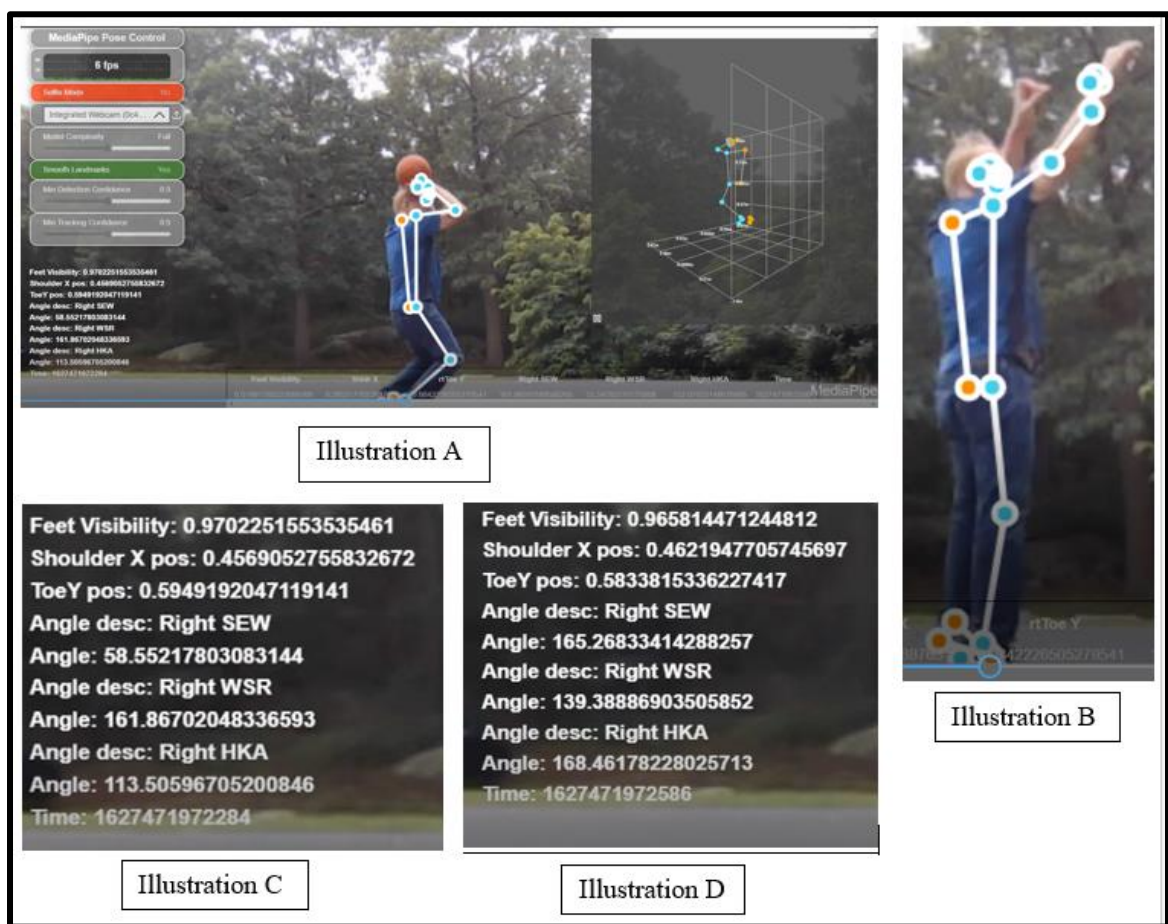 MediaPipe Pose Control
6 fps
Selfie Mode No
Integrated Webcam (0c4...
Model Complexity Full
Smooth Landmarks Yes
Min Detection Confidence 0.5
Min Tracking Confidence 0.5
Feet Visibility: 0.9702251553535461
Shoulder X pos: 0.4569052755832672
ToeY pos: 0.5949192047119141
Angle desc: Right SEW
Angle: 58.55217803083144
Angle desc: Right WSR
Angle: 161.86702048336593
Angle desc: Right HKA
Angle: 113.50596705200846
Time: 1627471972284
Feet Visibility
rtToe Y
Right SEW
Right WSR
Right HKA
Time
MediaPipe
Illustration A
rtToe Y
Illustration B
Feet Visibility: 0.9702251553535461
Shoulder X pos: 0.4569052755832672
ToeY pos: 0.5949192047119141
Angle desc: Right SEW
Angle: 58.55217803083144
Angle desc: Right WSR
Angle: 161.86702048336593
Angle desc: Right HKA
Angle: 113.50596705200846
Time: 1627471972284
Illustration C
Feet Visibility: 0.965814471244812
Shoulder X pos: 0.4621947705745697
ToeY pos: 0.5833815336227417
Angle desc: Right SEW
Angle: 165.26833414288257
Angle desc: Right WSR
Angle: 139.38886903505852
Angle desc: Right HKA
Angle: 168.46178228025713
Time: 1627471972586
Illustration D